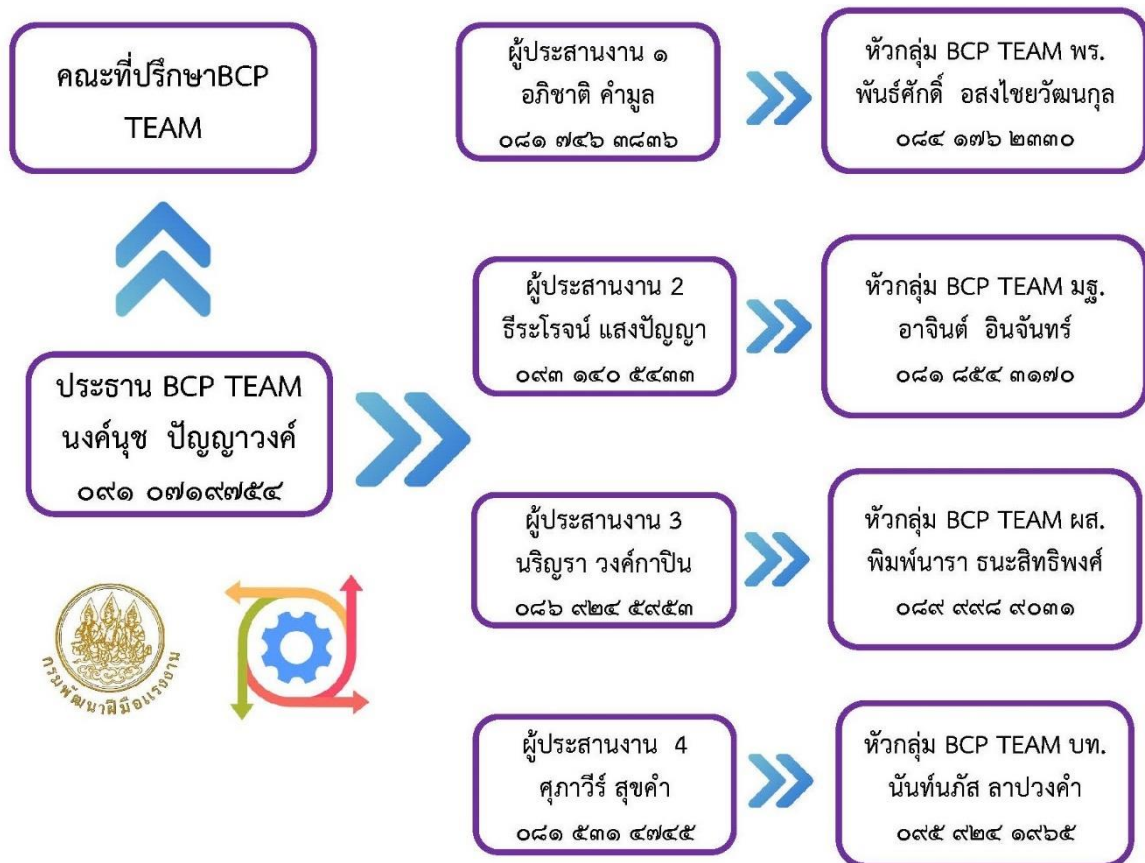 คณะที่ปรึกษาBCP
TEAM
ประธาน BCP TEAM
นงค์นุช ปัญญาวงค์
๐๙๑ ๐๗๑๙๗๕๔
กรมพัฒนาฝีมือแรงงาน
ผู้ประสานงาน ๑
อภิชาติ คำมูล
๐๘๑ ๗๔๖ ๓๘๓๖
หัวกลุ่ม BCP TEAM พร.
พันธ์ศักดิ์ อสงไชยวัฒนกุล
๐๘๔ ๑๗๖ ๒๓๓๐
ผู้ประสานงาน 2
ธีระโรจน์ แสงปัญญา
๐๙๓ ๑๔๐ ๕๔๓๓
หัวกลุ่ม BCP TEAM มฐ.
อาจินต์ อินจันทร์
๐๘๑ ๘๕๔ ๓๑๗๐
ผู้ประสานงาน 3
นริญรา วงค์กาปิน
๐๘๖ ๙๒๔ ๕๙๕๓
หัวกลุ่ม BCP TEAM ผส.
พิมพ์นารา ธนะสิทธิพงศ์
๐๘๙ ๙๙๘ ๙๐๓๑
ผู้ประสานงาน 4
ศุภาวีร์ สุขคำ
๐๘๑ ๕๓๑ ๔๗๔๕
หัวกลุ่ม BCP TEAM บท.
นันท์นภัส ลาปวงคำ
๐๙๕ ๙๒๔ ๑๙๖๕